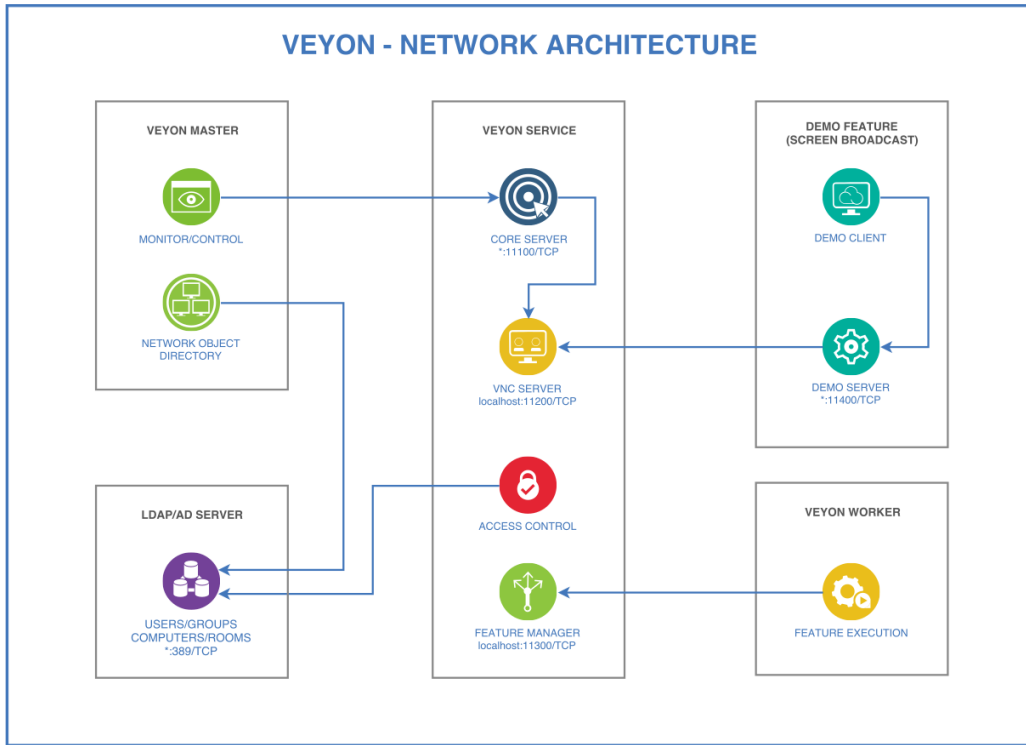 VEYON - NETWORK ARCHITECTURE
VEYON MASTER
MONITOR/CONTROL
NETWORK OBJECT
DIRECTORY
VEYON SERVICE
CORE SERVER
*:11100/TCP
VNC SERVER
localhost:11200/TCP
ACCESS CONTROL
FEATURE MANAGER
localhost:11300/TCP
DEMO FEATURE
(SCREEN BROADCAST)
DEMO CLIENT
DEMO SERVER
*:11400/TCP
LDAP/AD SERVER
USERS/GROUPS
COMPUTERS/ROOMS
*:389/TCP
VEYON WORKER
FEATURE EXECUTION